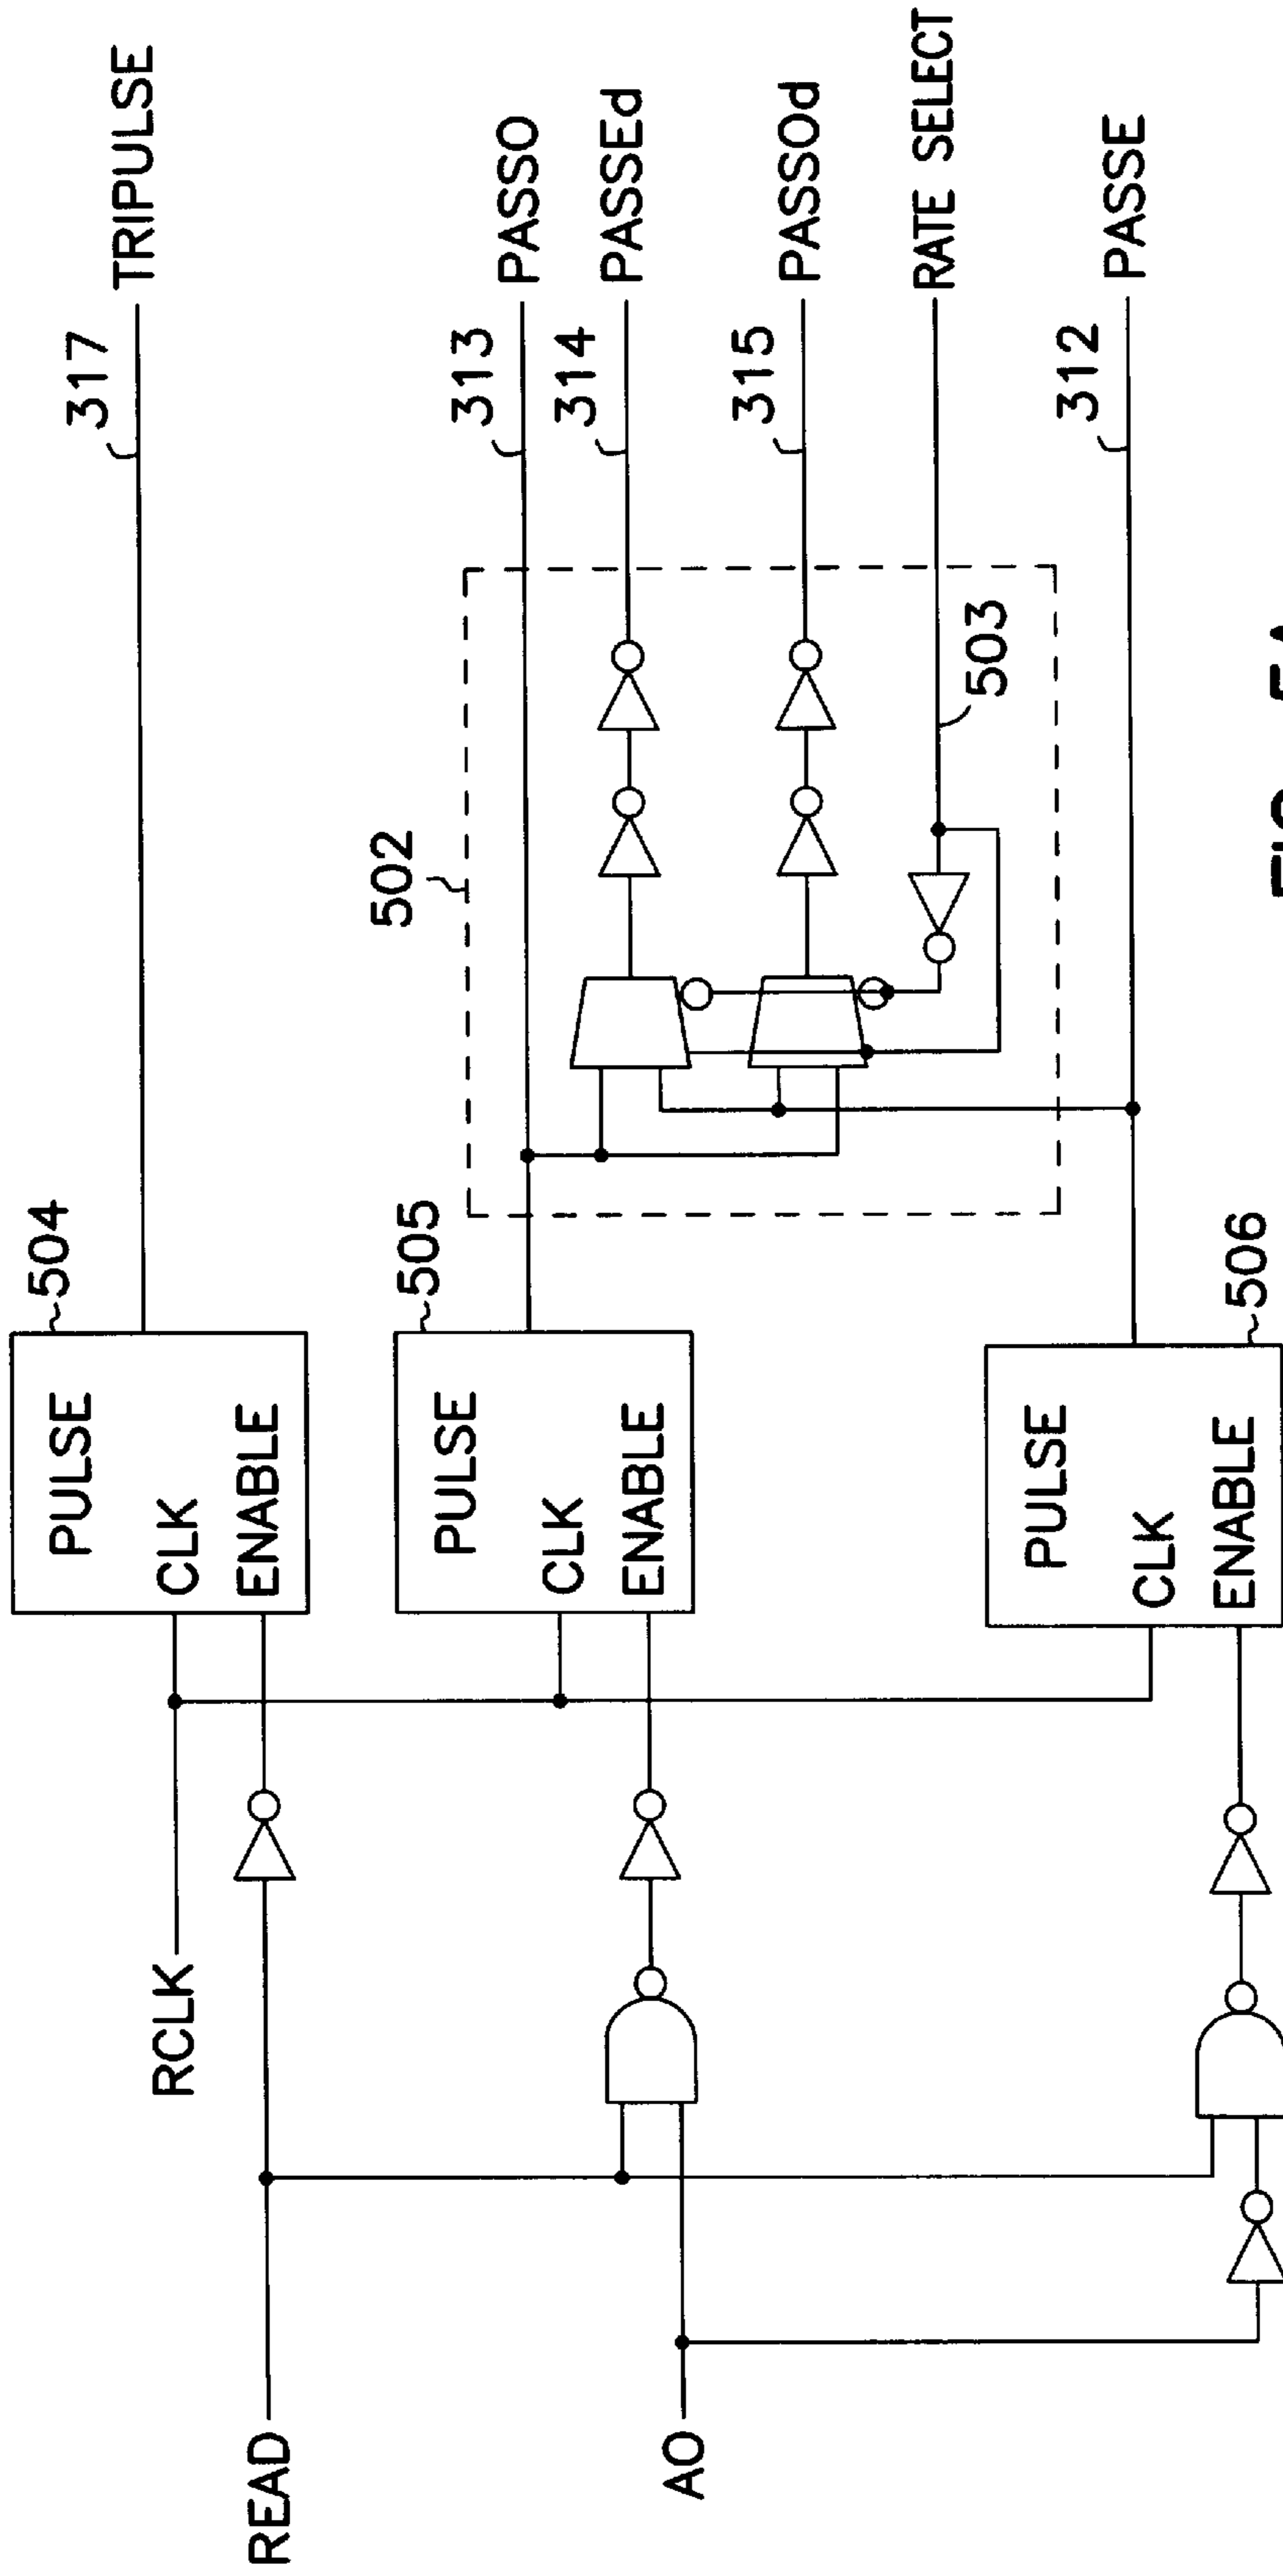 504
PULSE
317
TRIPULSE
RCLK
CLK
READ
ENABLE
502
505
PULSE
313
PASSO
CLK
314
PASSEd
ENABLE
A0
315
PASSOd
RATE SELECT
503
PULSE
312
PASSE
CLK
ENABLE
506